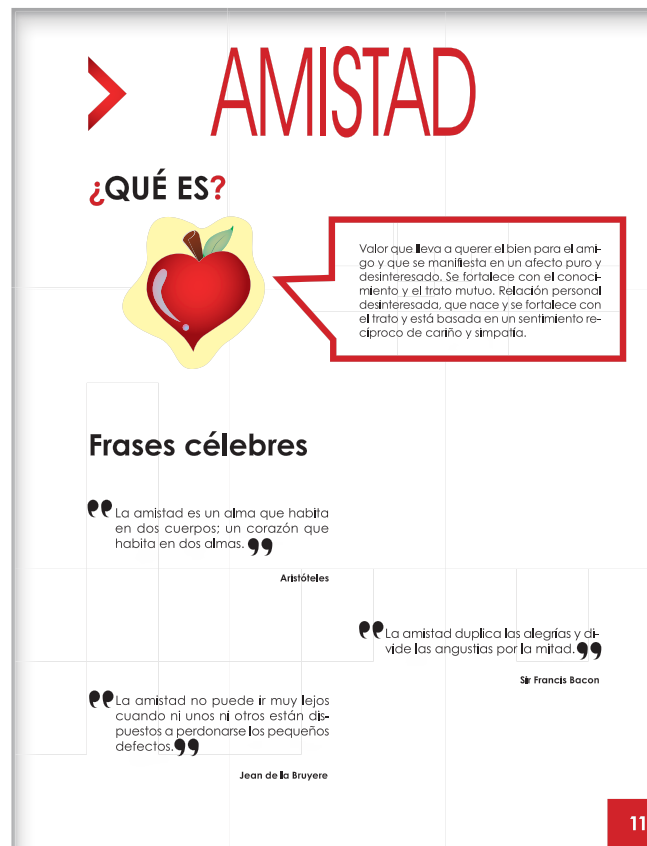 AMISTAD
¿QUÉ ES?
Valor que lleva a querer el bien para el ami-
go y que se manifiesta en un afecto puro y
desinteresado. Se fortalece con el conoci-
miento y el trato mutuo. Relación personal
desinteresada, que nace y se fortalece con
el trato y está basada en un sentimiento re-
cíproco de cariño y simpatía.
Frases célebres
❜❜La amistad es un alma que habita
en dos cuerpos; un corazón que
habita en dos almas.❜❜
Aristóteles
❜❜La amistad duplica las alegrías y di-
vide las angustias por la mitad.❜❜
Sir Francis Bacon
❜❜La amistad no puede ir muy lejos
cuando ni unos ni otros están dis-
puestos a perdonarse los pequeños
defectos.❜❜
Jean de la Bruyere
11